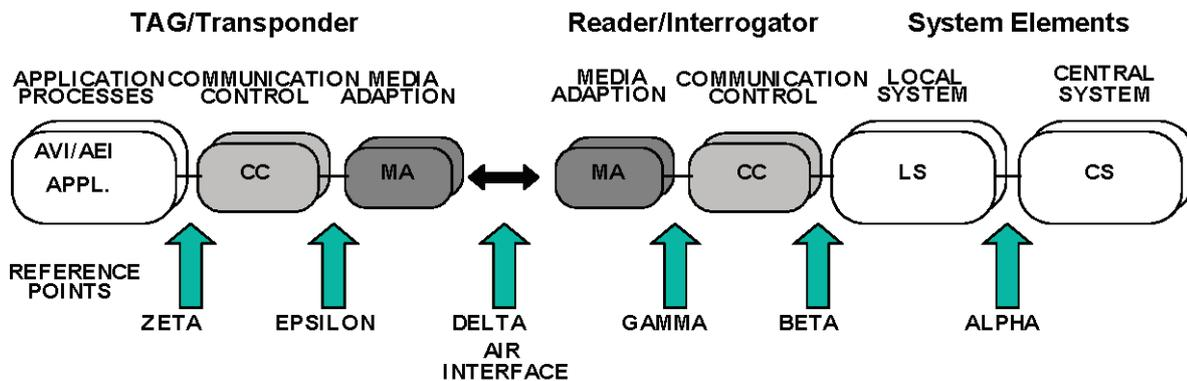 TAG/Transponder
Reader/Interrogator
System Elements
APPLICATION
PROCESSES
COMMUNICATION
CONTROL
MEDIA
ADAPTION
MEDIA
ADAPTION
COMMUNICATION
CONTROL
LOCAL
SYSTEM
CENTRAL
SYSTEM
AVI/AEI
APPL.
CC
MA
MA
CC
LS
CS
REFERENCE
POINTS
ZETA
EPSILON
DELTA
AIR
INTERFACE
GAMMA
BETA
ALPHA